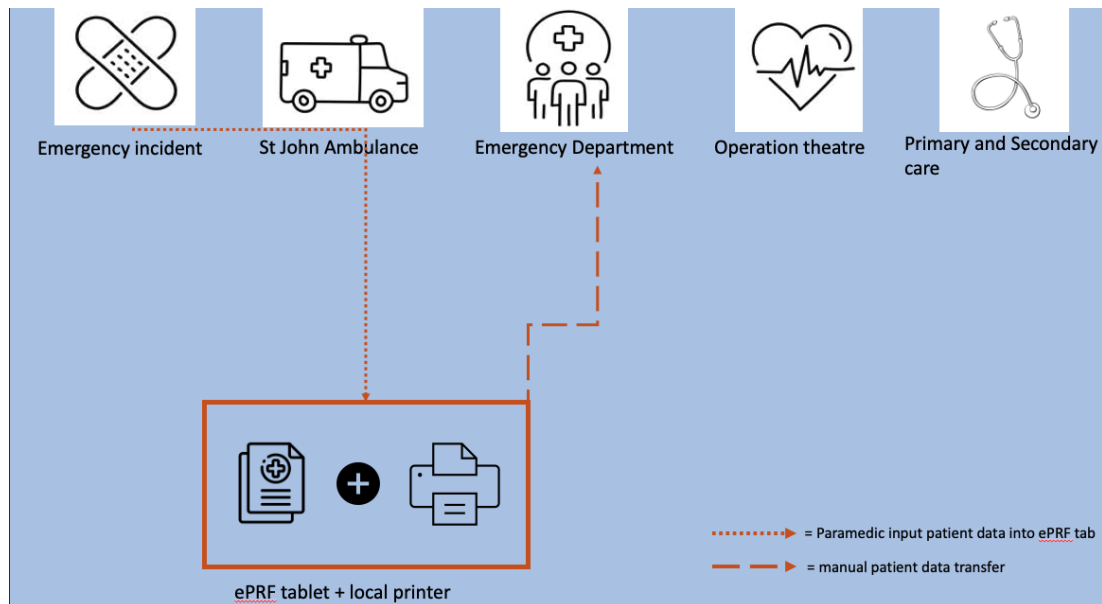 Emergency incident
St John Ambulance
Emergency Department
Operation theatre
Primary and Secondary
care
= Paramedic input patient data into ePRF tab
= manual patient data transfer
ePRF tablet + local printer